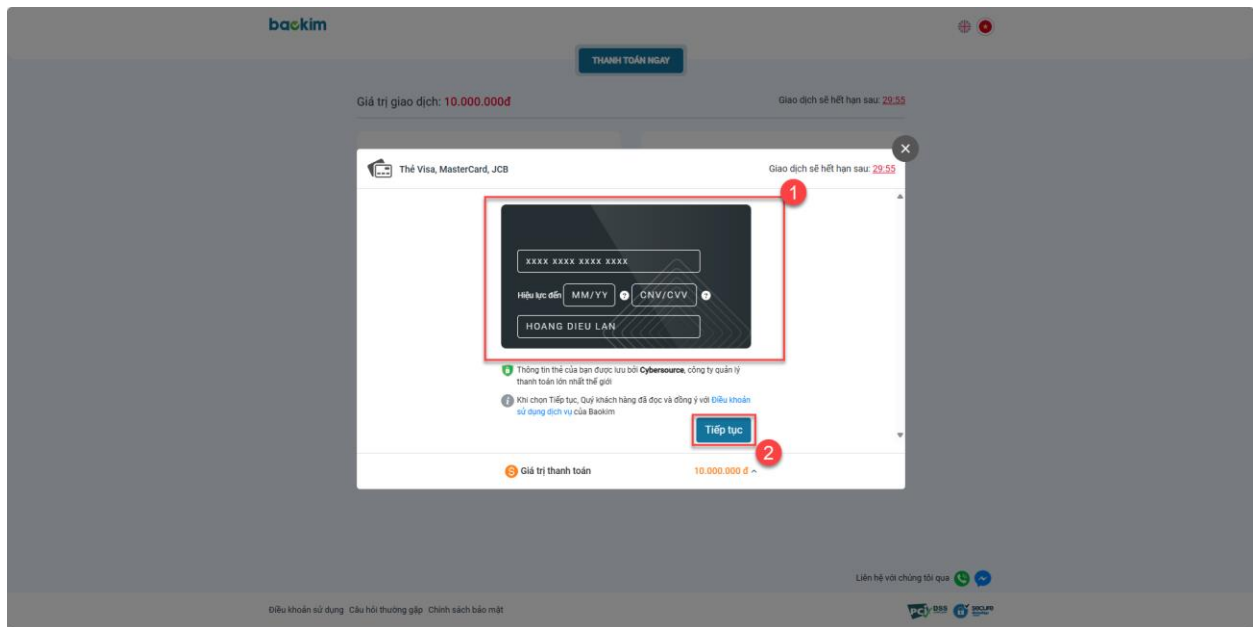 baokim
THANH TOÁN NGAY
Giá trị giao dịch: 10.000.000đ
Giao dịch sẽ hết hạn sau: 29:55
Thẻ Visa, MasterCard, JCB
Giao dịch sẽ hết hạn sau: 29:55
1
xxxx xxxx xxxx xxxx
Hiệu lực đến MM/YY ? CNV/CVV ?
HOANG DIEU LAN
Thông tin thẻ của bạn được lưu bởi Cybersource, công ty quản lý
thanh toán lớn nhất thế giới
Khi chọn Tiếp tục, Quý khách hàng đã đọc và đồng ý với Điều khoản
sử dụng dịch vụ của Baokim
Tiếp tục
2
Giá trị thanh toán 10.000.000 đ
Liên hệ với chúng tôi qua
Điều khoản sử dụng Câu hỏi thường gặp Chính sách bảo mật
PCI DSS SECURE